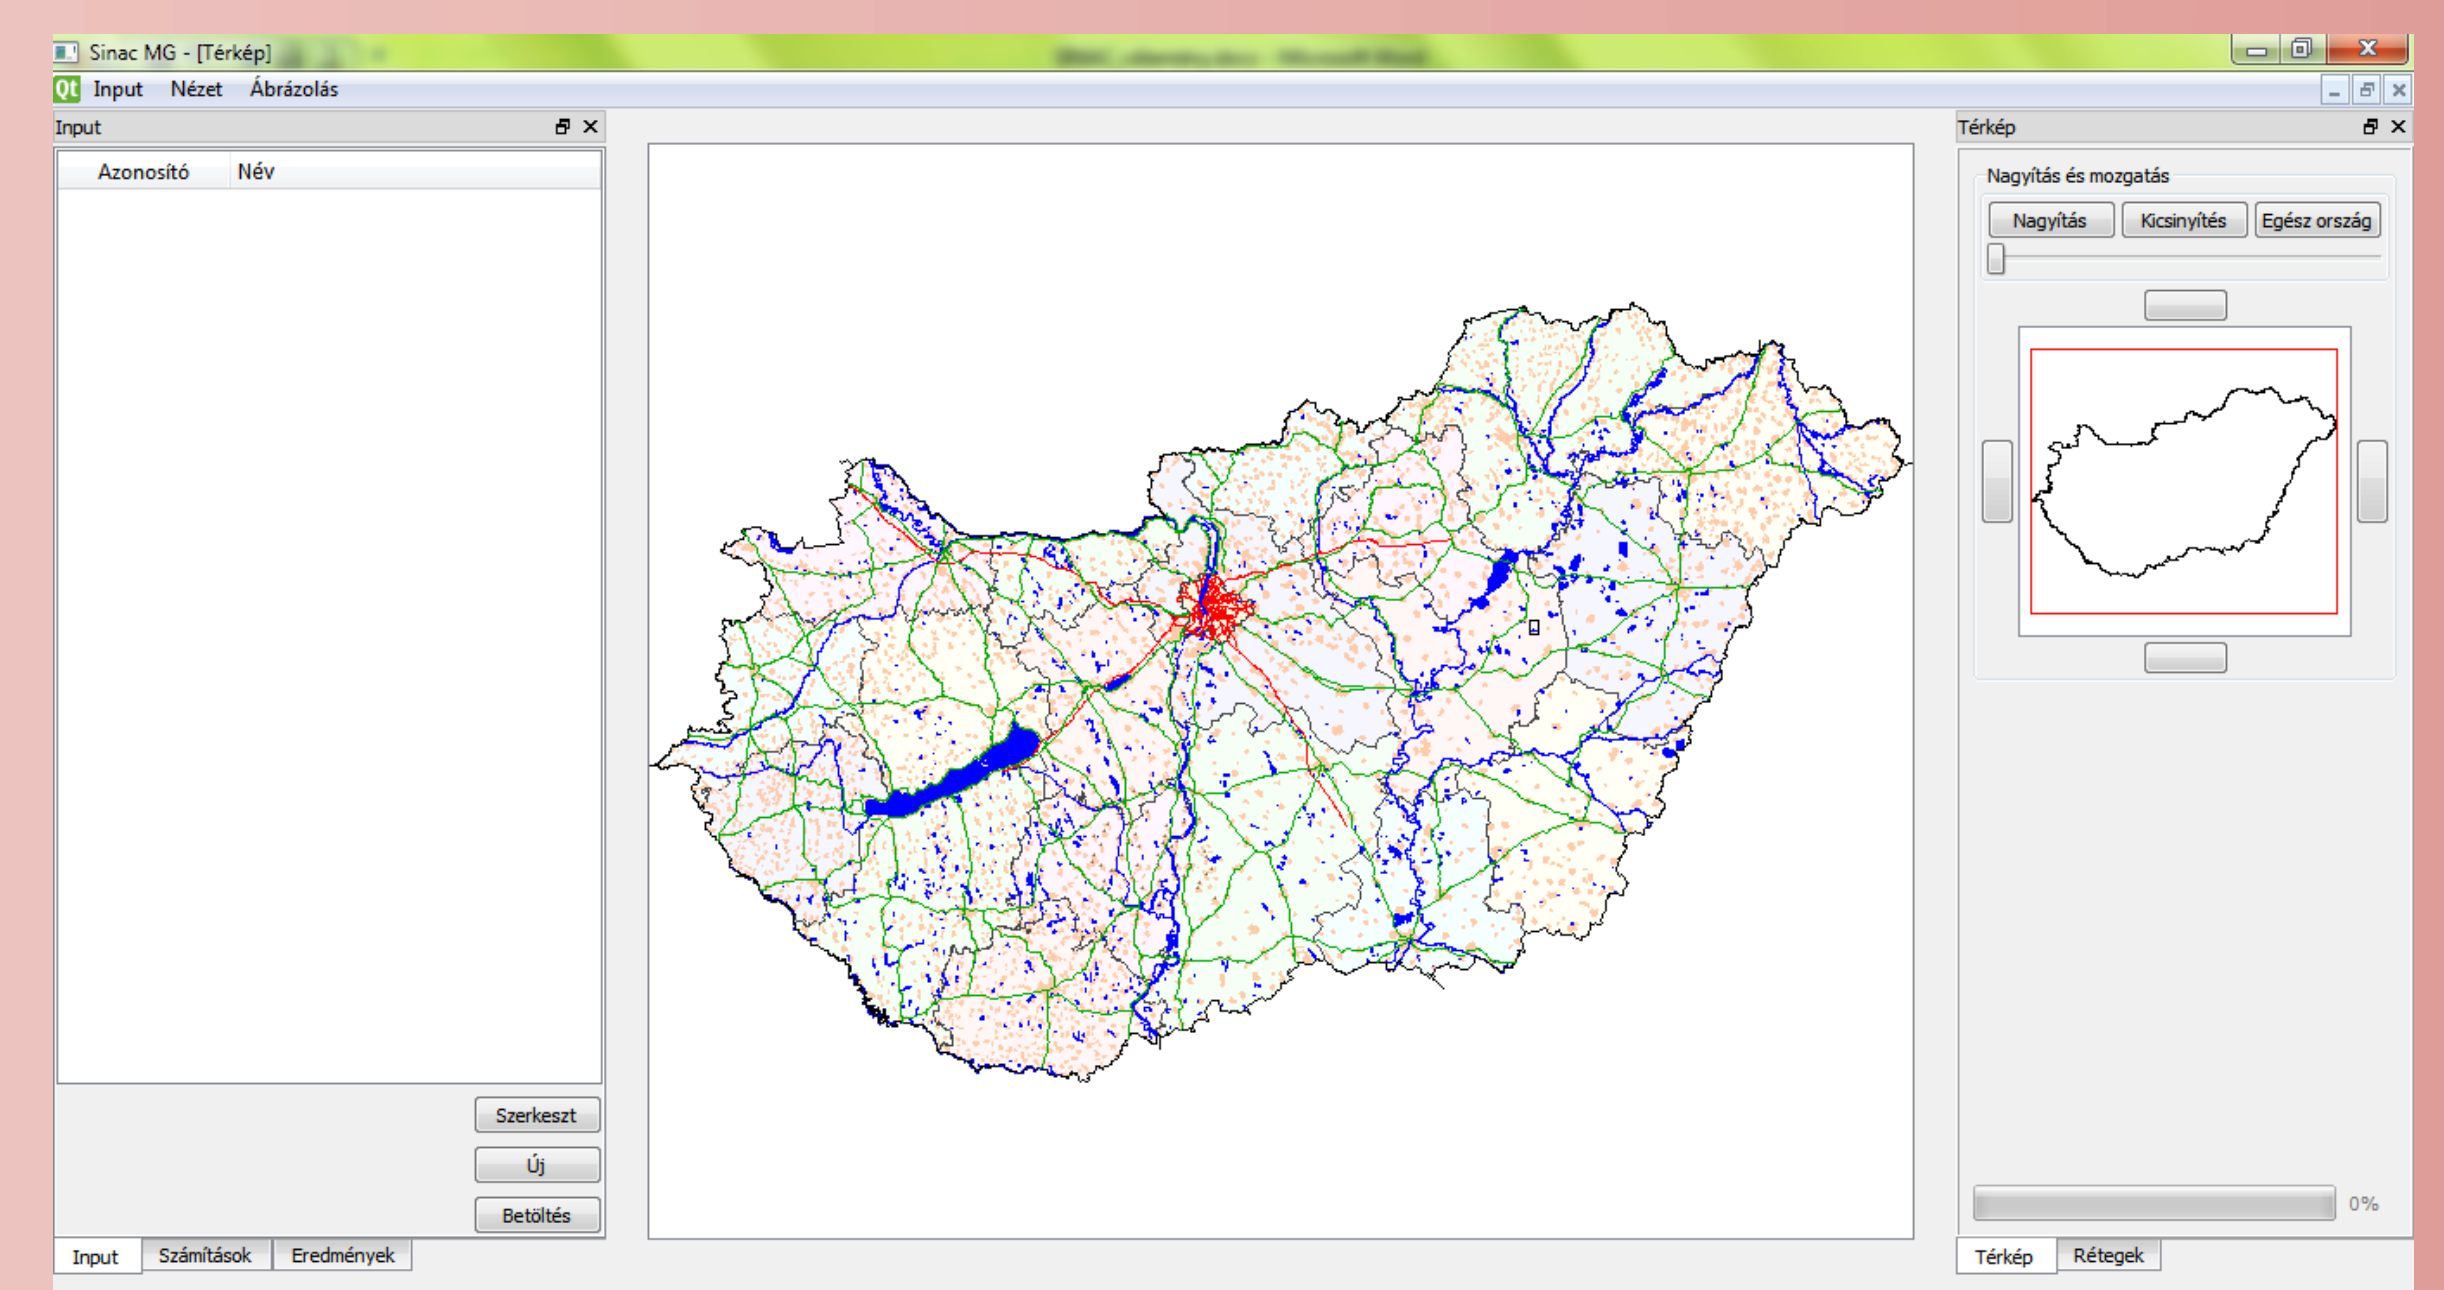 Sinac MG - [Térkép]
Qt Input Nézet Ábrázolás
Input
Azonosító Név
Szerkeszt
Új
Betöltés
Input Számítások Eredmények
Térkép
Nagyítás és mozgatás
Nagyítás Kicsinyítés Egész ország
0%
Térkép Rétegek